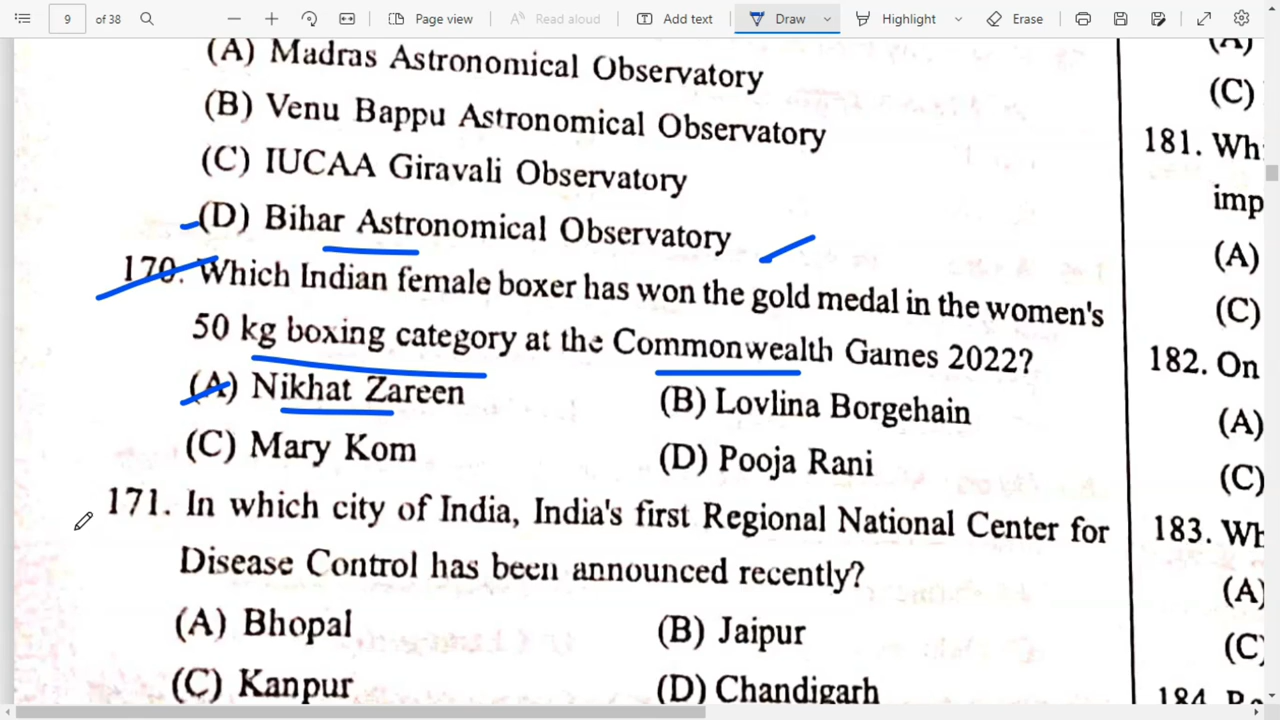 9 of 38 Page view Read aloud Add text Draw Highlight Erase
(A) Madras Astronomical Observatory
(B) Venu Bappu Astronomical Observatory
(C) IUCAA Giravali Observatory
(D) Bihar Astronomical Observatory
170. Which Indian female boxer has won the gold medal in the women's
50 kg boxing category at the Commonwealth Games 2022?
(A) Nikhat Zareen (B) Lovlina Borgehain
(C) Mary Kom (D) Pooja Rani
171. In which city of India, India's first Regional National Center for
Disease Control has been announced recently?
(A) Bhopal (B) Jaipur
(C) Kanpur (D) Chandigarh
(A)
(C)
181. Wh
imp
(A)
(C)
182. On
(A)
(C)
183. Wh
(A)
(C)
184.